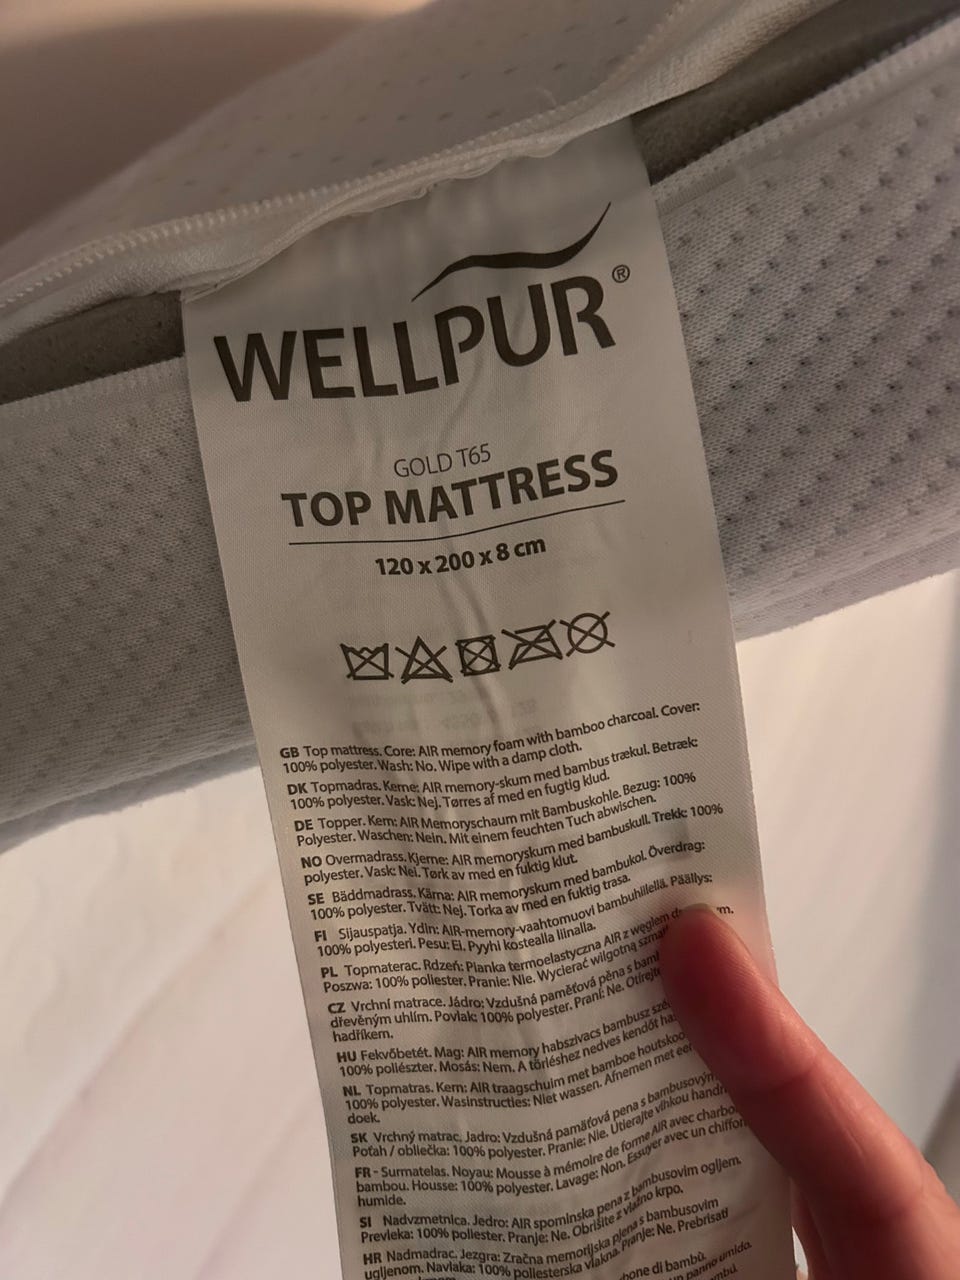 WELLPUR®
GOLD T65
TOP MATTRESS
120 x 200 x 8 cm
GB Top mattress. Core: AIR memory foam with bamboo charcoal. Cover:
100% polyester. Wash: No. Wipe with a damp cloth.
DK Topmadras. Kerne: AIR memory-skum med bambus trækul. Betræk:
100% polyester. Vask: Nej. Tørres af med en fugtig klud.
DE Topper. Kern: AIR Memoryschaum mit Bambuskohle. Bezug: 100%
Polyester. Waschen: Nein. Mit einem feuchten Tuch abwischen.
NO Overmadrass. Kjerne: AIR memoryskum med bambuskull. Trekk: 100%
polyester. Vask: Nei. Tørk av med en fuktig klut.
SE Bäddmadrass. Kärna: AIR memoryskum med bambukol. Överdrag:
100% polyester. Tvätt: Nej. Torka av med en fuktig trasa.
FI Sijauspatja. Ydin: AIR-memory-vaahtomuovi bambuhiilellä. Päällys:
100% polyesteri. Pesu: Ei. Pyyhi kostealla liinalla.
PL Topmaterac. Rdzeń: Planka termoelastyczna AIR z węglem
Poszwa: 100% poliester. Pranie: Nie. Wycierać wilgotną
CZ Vrchní matrace. Jádro: Vzdušná paměťová pěna s
dřevěným uhlím. Povlak: 100% polyester. Praní: Ne. Otírejte
hadříkem.
HU Fekvőbetét. Mag: AIR memory habszivacs bambusz
100% poliészter. Mosás: Nem. A törléshez nedves kendőt
NL Topmatras. Kern: AIR traagschuim met bamboe
100% polyester. Wasinstructies: Niet wassen. Afnemen met
doek.
SK Vrchný matrac. Jadro: Vzdušná pamäťová pena s bambusovým
Poťah / obliečka: 100% polyester. Pranie: Nie. Utierajte vlhkou
FR - Surmatelas. Noyau: Mousse à mémoire de forme AIR avec
bambou. Housse: 100% polyester. Lavage: Non. Essuyer avec un chiffon
humide.
SI Nadvzmetnica. Jedro: AIR spominska pena z bambusovim ogljem.
Prevleka: 100% poliester. Pranje: Ne. Obrišite z vlažno krpo.
HR Nadmadrac. Jezgra: Zračna memorijska pjena s bambusovim
ugljenom. Navlaka: 100% poliesterska vlakna. Pranje: Ne. Prebrisati
di bambù.
un panno umido.